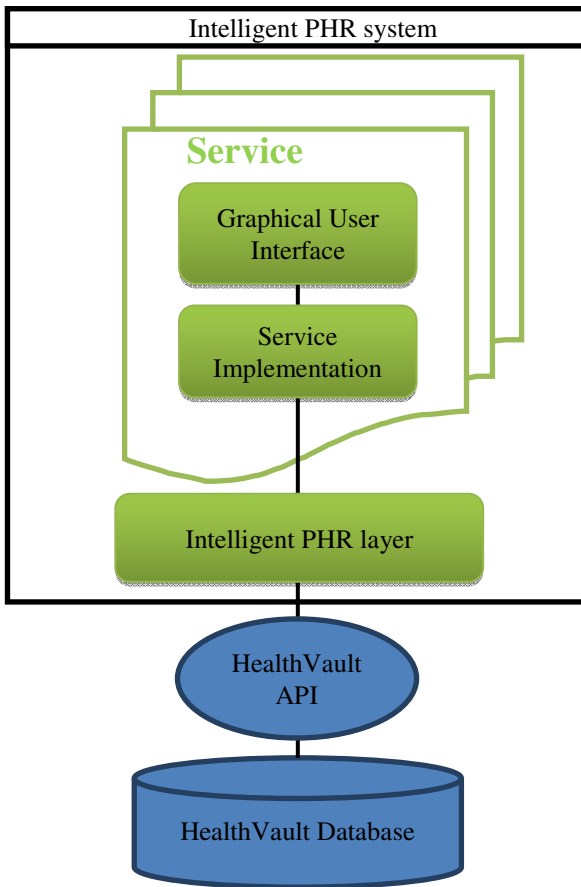 Intelligent PHR system
Service
Graphical User
Interface
Service
Implementation
Intelligent PHR layer
HealthVault
API
HealthVault Database